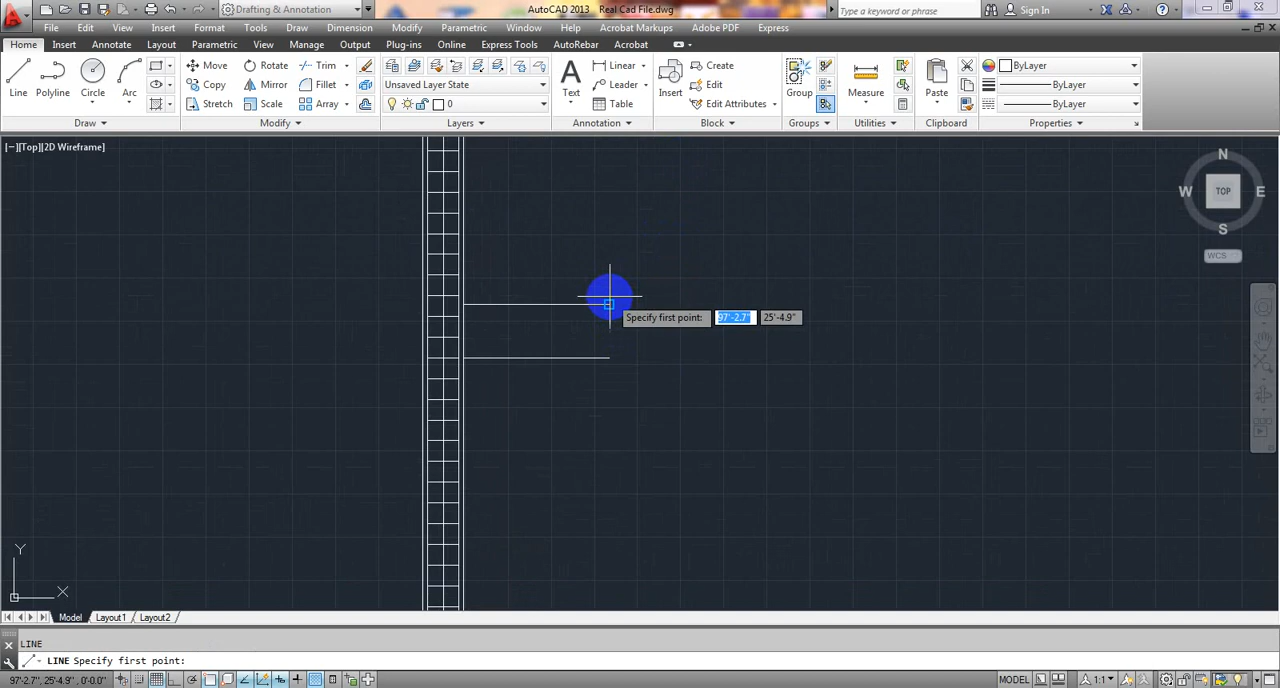 Drafting & Annotation
AutoCAD 2013 Real Cad File.dwg
Type a keyword or phrase
Sign In
File Edit View Insert Format Tools Draw Dimension Modify Parametric Window Help Acrobat Markups Adobe PDF Express
Home Insert Annotate Layout Parametric View Manage Output Plug-ins Online Express Tools AutoRebar Acrobat
Move Rotate Trim Unsaved Layer State Linear Create ByLayer
Copy Mirror Fillet Leader Edit ByLayer
Stretch Scale Array 0 Table Edit Attributes ByLayer
Line Polyline Circle Arc Text Insert Group Measure Paste
Draw Modify Layers Annotation Block Groups Utilities Clipboard Properties
[−][Top][2D Wireframe]
N
W TOP E
S
WCS
Specify first point: 97'-2.7" 25'-4.9"
Y
X
Model Layout1 Layout2
LINE
LINE Specify first point:
97'-2.7", 25'-4.9" , 0'-0.0" MODEL 1:1